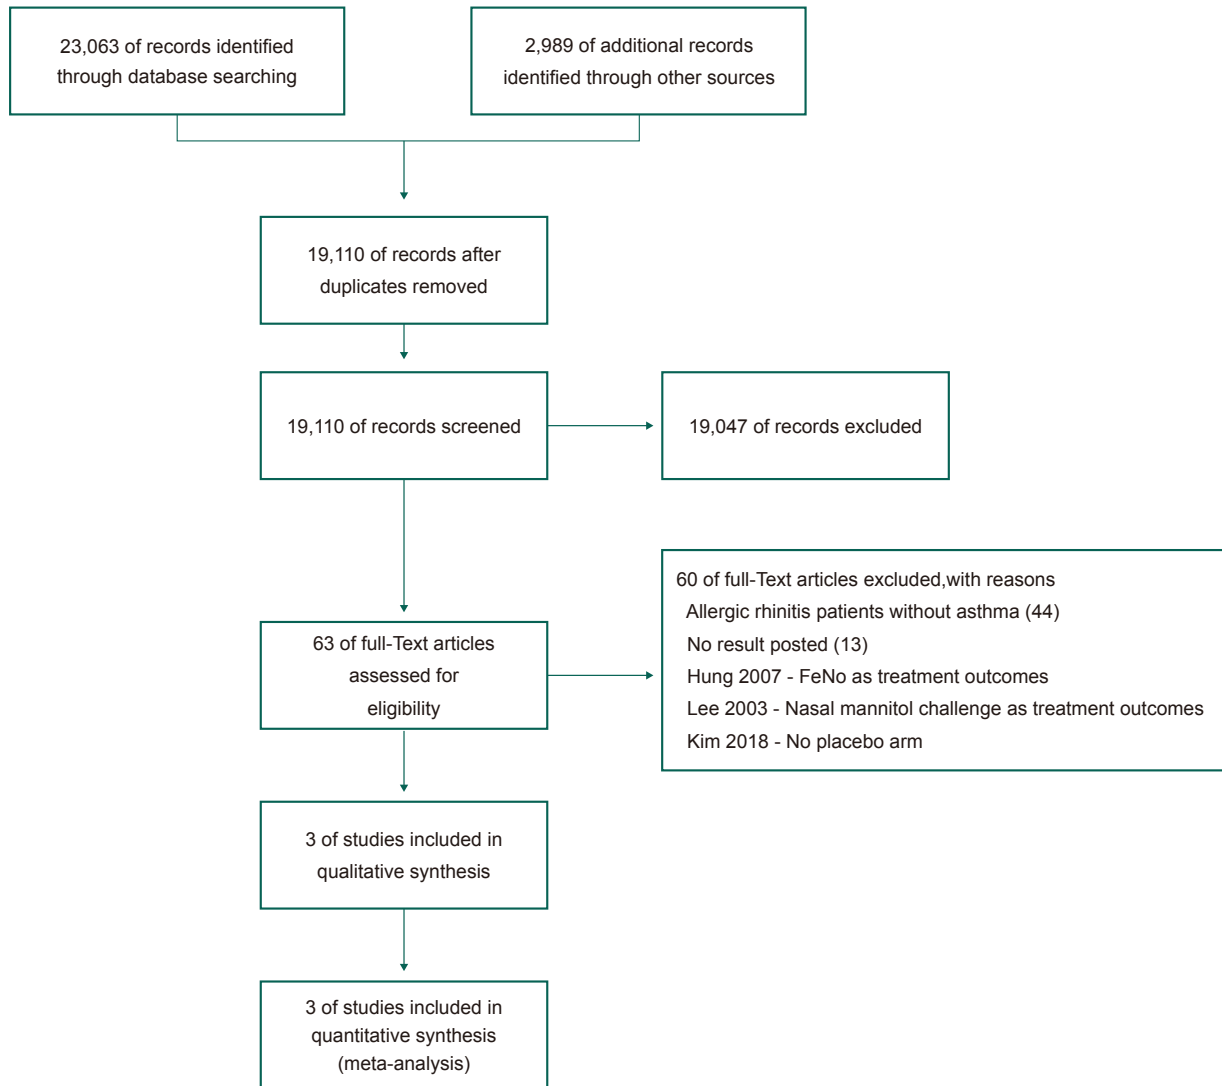 23,063 of records identified
through database searching
2,989 of additional records
identified through other sources
19,110 of records after
duplicates removed
19,110 of records screened
19,047 of records excluded
63 of full-Text articles
assessed for
eligibility
60 of full-Text articles excluded,with reasons
Allergic rhinitis patients without asthma (44)
No result posted (13)
Hung 2007 - FeNo as treatment outcomes
Lee 2003 - Nasal mannitol challenge as treatment outcomes
Kim 2018 - No placebo arm
3 of studies included in
qualitative synthesis
3 of studies included in
quantitative synthesis
(meta-analysis)